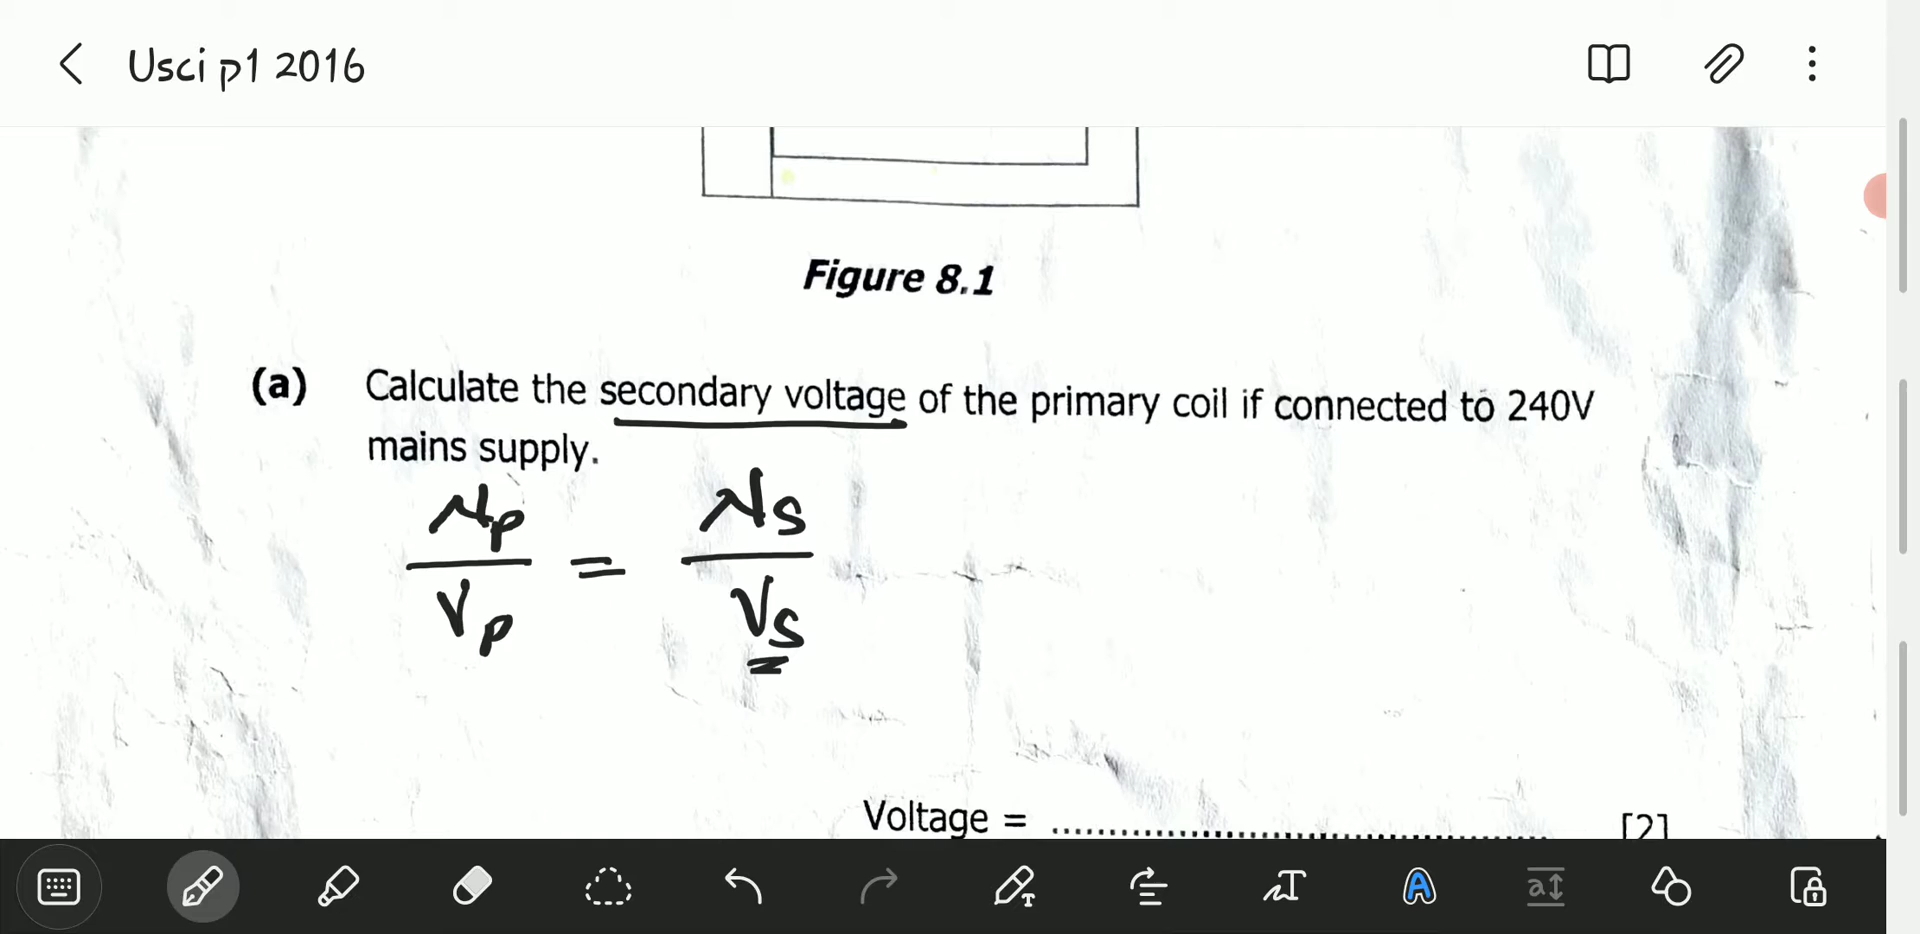 Usci p1 2016
Figure 8.1
(a) Calculate the secondary voltage of the primary coil if connected to 240V
mains supply.
Np
Vp
=
Ns
Vs
Voltage = ........................................ [2]